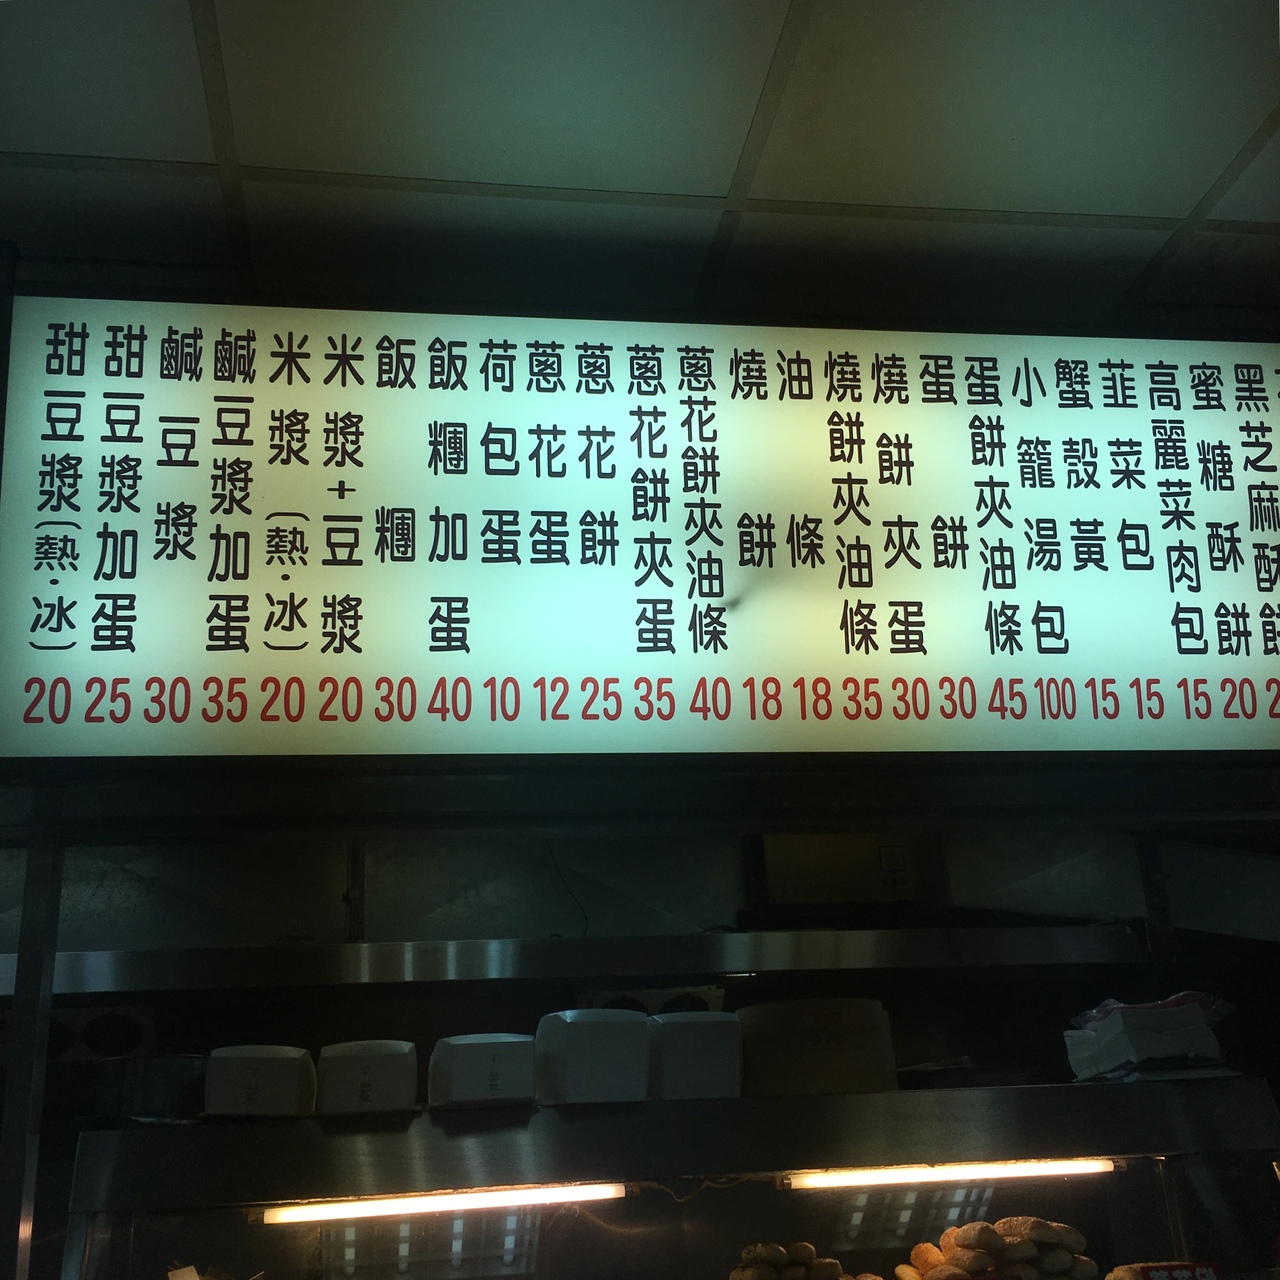 甜豆漿(熱·冰) 20
甜豆漿加蛋 25
鹹豆漿 30
鹹豆漿加蛋 35
米漿(熱·冰) 20
米漿+豆漿 20
飯糰 30
飯糰加蛋 40
荷包蛋 10
蔥花蛋 12
蔥花餅 25
蔥花餅夾蛋 35
蔥花餅夾油條 40
燒餅 18
油條 18
燒餅夾油條 35
燒餅夾蛋 30
蛋餅 30
蛋餅夾油條 45
小籠湯包 100
蟹殼黃 15
韮菜包 15
高麗菜肉包 15
蜜糖酥餅 20
黑芝麻酥餅